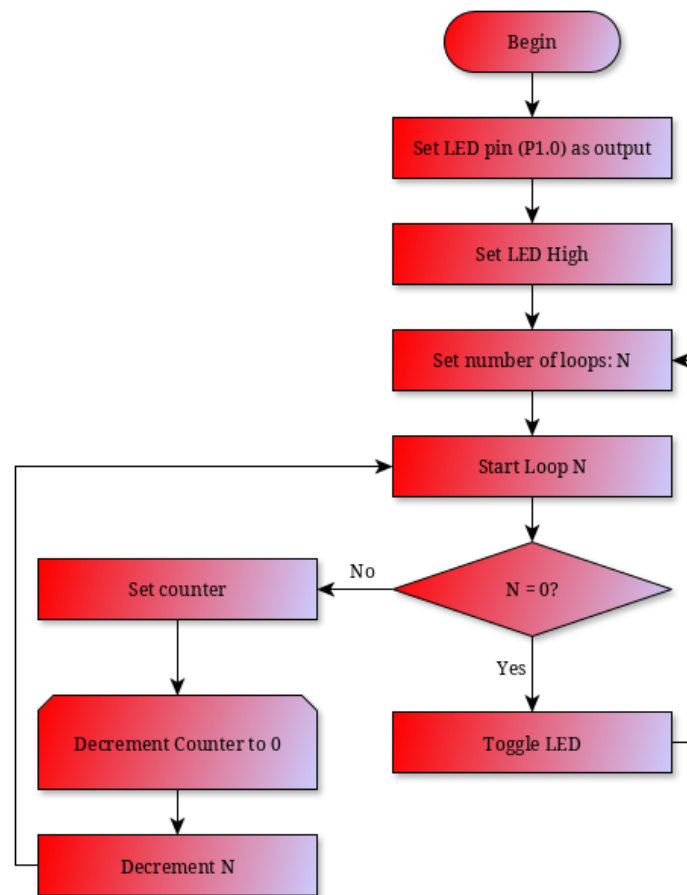 Begin
Set LED pin (P1.0) as output
Set LED High
Set number of loops: N
Start Loop N
N = 0?
No
Set counter
Yes
Decrement Counter to 0
Toggle LED
Decrement N